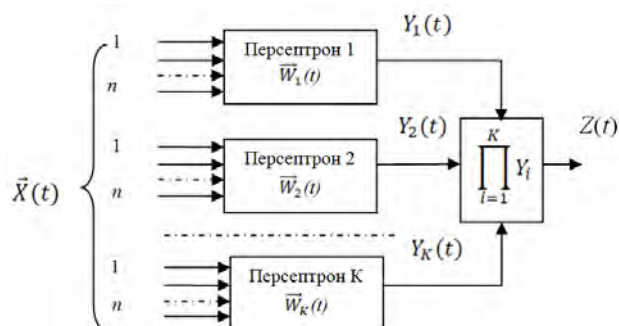 Y₁(t)
1
Персептрон 1
W⃗₁(t)
n
1
Y₂(t)
Z(t)
Персептрон 2
K
∏ Yᵢ
i=1
X⃗(t)
W⃗₂(t)
n
1
Y_K(t)
Персептрон К
W⃗_K(t)
n